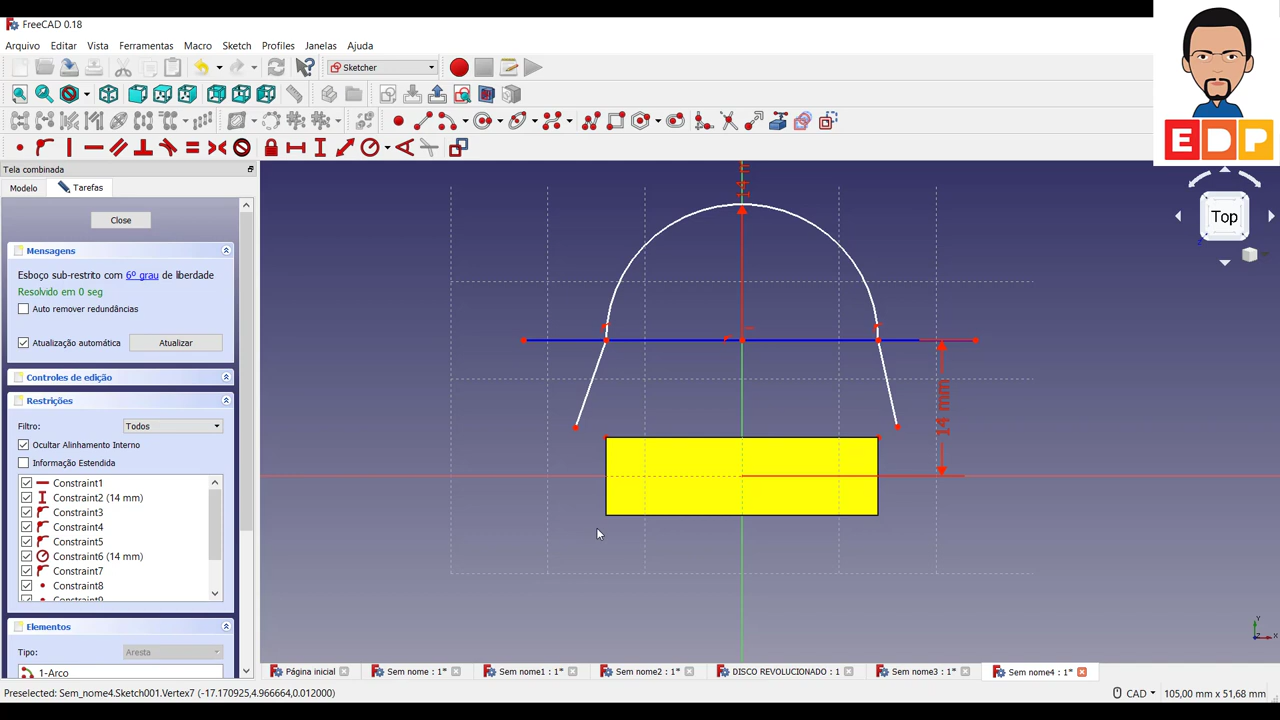 FreeCAD 0.18
Arquivo Editar Vista Ferramentas Macro Sketch Profiles Janelas Ajuda
Sketcher
EDP
Tela combinada
Modelo Tarefas
Close
Mensagens
Esboço sub-restrito com 6º grau de liberdade
Resolvido em 0 seg
Auto remover redundâncias
Atualização automática Atualizar
Controles de edição
Restrições
Filtro: Todos
Ocultar Alinhamento Interno
Informação Estendida
Constraint1
Constraint2 (14 mm)
Constraint3
Constraint4
Constraint5
Constraint6 (14 mm)
Constraint7
Constraint8
Constraint9
Elementos
Tipo: Aresta
1-Arco
Top
14 mm
Y
X
Página inicial Sem nome : 1* Sem nome1 : 1* Sem nome2 : 1* DISCO REVOLUCIONADO : 1 Sem nome3 : 1* Sem nome4 : 1*
Preselected: Sem_nome4.Sketch001.Vertex7 (-17.170925,4.966664,0.012000)
CAD 105,00 mm x 51,68 mm